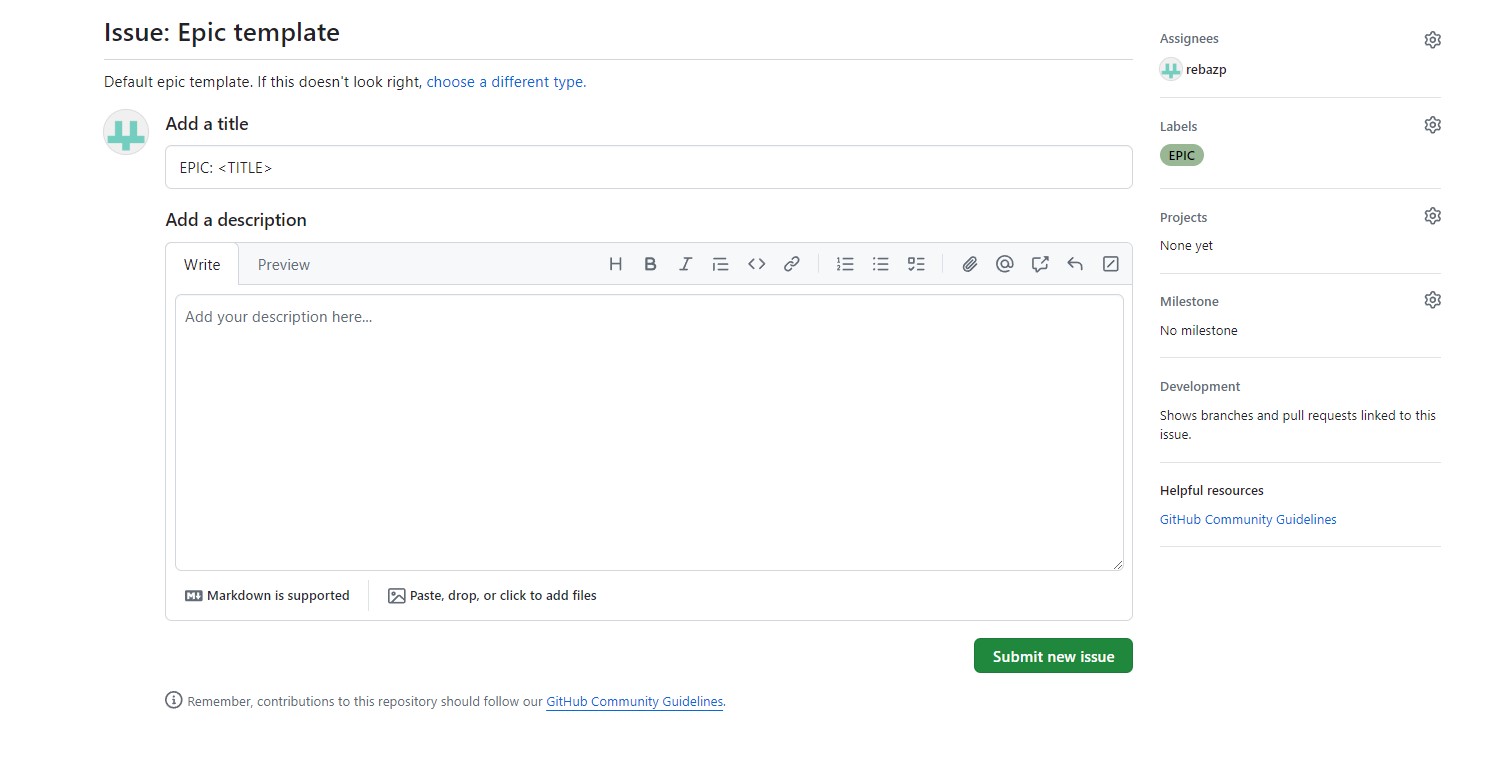 Issue: Epic template
Default epic template. If this doesn't look right, choose a different type.
Add a title
EPIC: <TITLE>
Add a description
Write Preview
Add your description here...
Markdown is supported
Paste, drop, or click to add files
Submit new issue
Remember, contributions to this repository should follow our GitHub Community Guidelines.
Assignees
rebazp
Labels
EPIC
Projects
None yet
Milestone
No milestone
Development
Shows branches and pull requests linked to this
issue.
Helpful resources
GitHub Community Guidelines